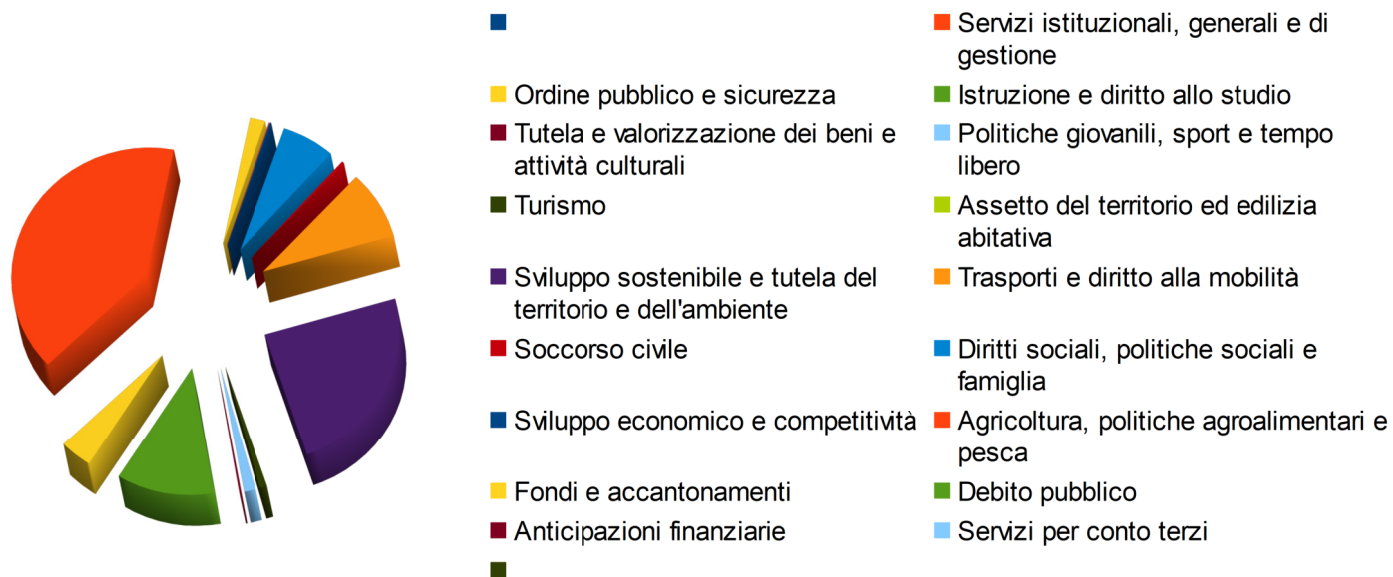 Servizi istituzionali, generali e di
gestione
Ordine pubblico e sicurezza
Istruzione e diritto allo studio
Tutela e valorizzazione dei beni e
attività culturali
Politiche giovanili, sport e tempo
libero
Turismo
Assetto del territorio ed edilizia
abitativa
Sviluppo sostenibile e tutela del
territorio e dell'ambiente
Trasporti e diritto alla mobilità
Soccorso civile
Diritti sociali, politiche sociali e
famiglia
Sviluppo economico e competitività
Agricoltura, politiche agroalimentari e
pesca
Fondi e accantonamenti
Debito pubblico
Anticipazioni finanziarie
Servizi per conto terzi